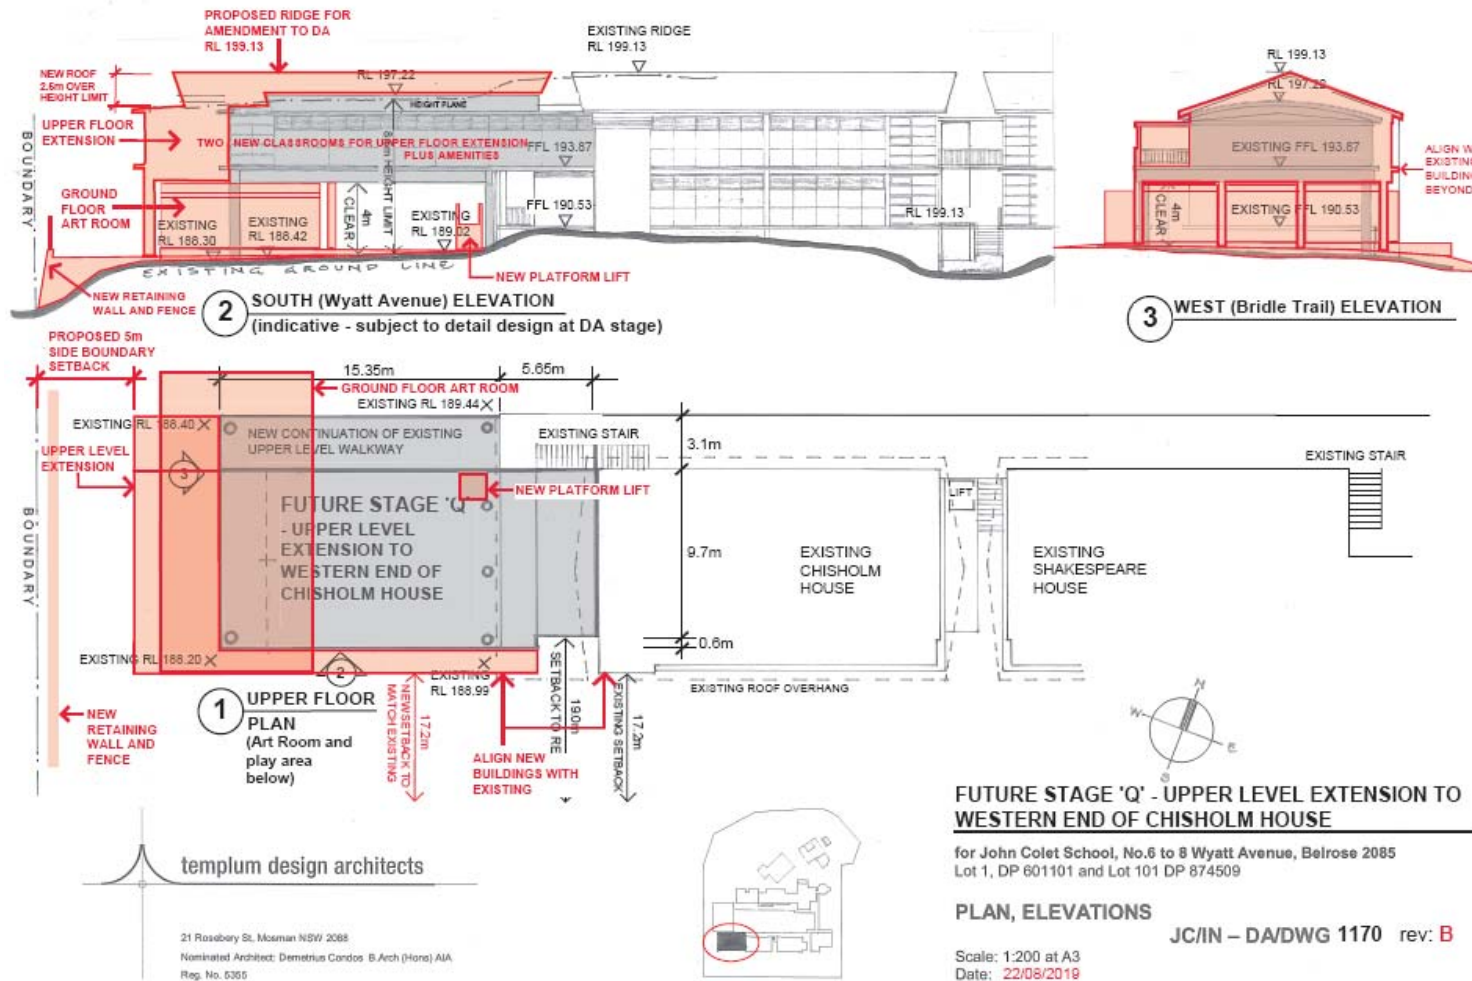 PROPOSED RIDGE FOR
AMENDMENT TO DA
RL 199.13
EXISTING RIDGE
RL 199.13
NEW ROOF
2.5m OVER
HEIGHT LIMIT
RL 197.22
HEIGHT PLANE
UPPER FLOOR
EXTENSION
TWO NEW CLASSROOMS FOR UPPER FLOOR EXTENSION
PLUS AMENITIES
FFL 193.87
8.5m HEIGHT LIMIT
BOUNDARY
GROUND
FLOOR
ART ROOM
EXISTING
RL 188.30
EXISTING
RL 188.42
4m
CLEAR
EXISTING
RL 189.02
FFL 190.53
RL 199.13
EXISTING GROUND LINE
NEW PLATFORM LIFT
NEW RETAINING
WALL AND FENCE
2
SOUTH (Wyatt Avenue) ELEVATION
(indicative - subject to detail design at DA stage)
RL 199.13
RL 197.22
EXISTING FFL 193.87
ALIGN W
EXISTING
BUILDING
BEYOND
4m
CLEAR
EXISTING FFL 190.53
3
WEST (Bridle Trail) ELEVATION
PROPOSED 5m
SIDE BOUNDARY
SETBACK
15.35m
5.65m
GROUND FLOOR ART ROOM
EXISTING RL 189.44
EXISTING RL 188.40
NEW CONTINUATION OF EXISTING
UPPER LEVEL WALKWAY
EXISTING STAIR
3.1m
EXISTING STAIR
UPPER LEVEL
EXTENSION
3
NEW PLATFORM LIFT
LIFT
FUTURE STAGE 'Q'
- UPPER LEVEL
EXTENSION TO
WESTERN END OF
CHISHOLM HOUSE
BOUNDARY
9.7m
EXISTING
CHISHOLM
HOUSE
EXISTING
SHAKESPEARE
HOUSE
0.6m
EXISTING RL 188.20
2
EXISTING
RL 188.99
EXISTING ROOF OVERHANG
1
UPPER FLOOR
PLAN
(Art Room and
play area
below)
NEW
RETAINING
WALL AND
FENCE
NEW SETBACK TO
MATCH EXISTING
17.2m
ALIGN NEW
BUILDINGS WITH
EXISTING
SETBACK TO RE
19.0m
EXISTING SETBACK
17.2m
N
W
E
S
templum design architects
21 Rosebery St, Mosman NSW 2088
Nominated Architect: Demetrius Condos B.Arch (Hons) AIA
Reg. No. 5365
FUTURE STAGE 'Q' - UPPER LEVEL EXTENSION TO
WESTERN END OF CHISHOLM HOUSE
for John Colet School, No.6 to 8 Wyatt Avenue, Belrose 2085
Lot 1, DP 601101 and Lot 101 DP 874509
PLAN, ELEVATIONS
JC/IN – DA/DWG 1170 rev: B
Scale: 1:200 at A3
Date: 22/08/2019